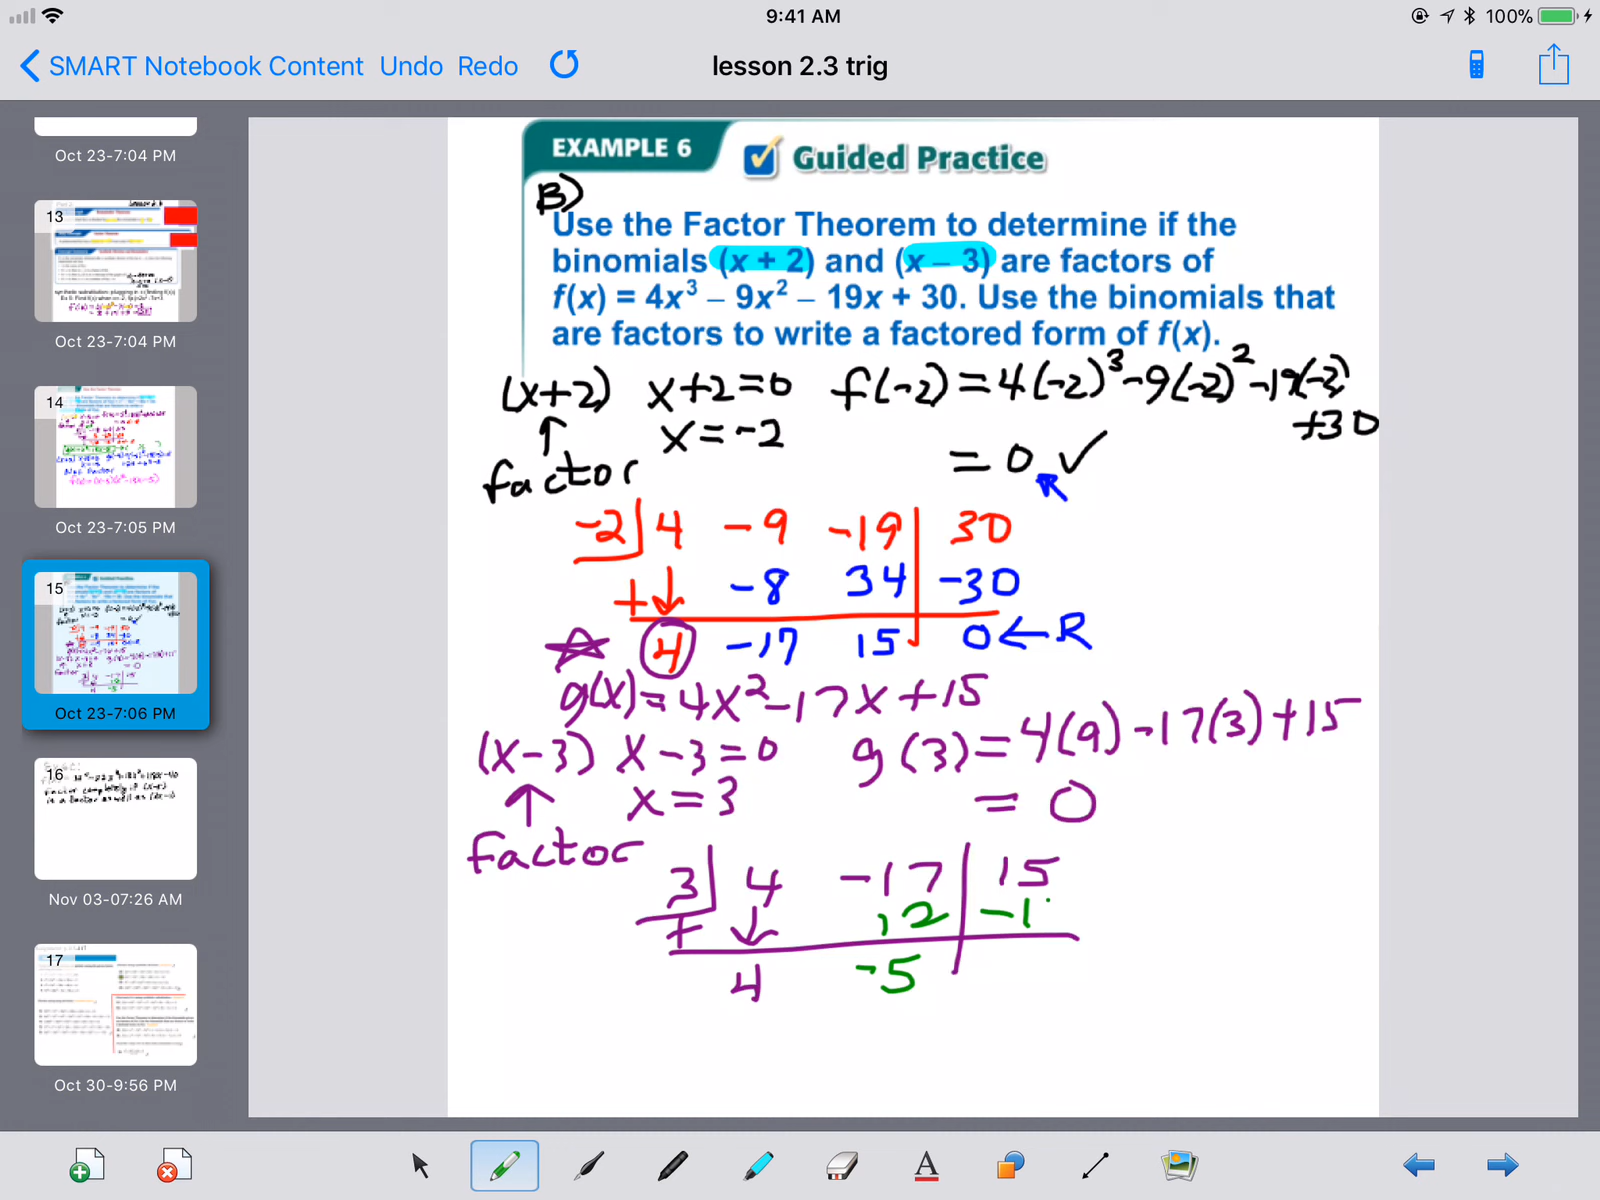 9:41 AM
100%
SMART Notebook Content Undo Redo
lesson 2.3 trig
Oct 23-7:04 PM
13
Oct 23-7:04 PM
14
Oct 23-7:05 PM
15
Oct 23-7:06 PM
16
Nov 03-07:26 AM
17
Oct 30-9:56 PM
EXAMPLE 6 Guided Practice
B)
Use the Factor Theorem to determine if the
binomials (x + 2) and (x – 3) are factors of
f(x) = 4x³ – 9x² – 19x + 30. Use the binomials that
are factors to write a factored form of f(x).
(x+2) x+2=0 f(-2)=4(-2)³-9(-2)²-19(-2)
+30
↑ x=-2
factor = 0 ✓
-2 4 -9 -19 30
+ ↓ -8 34 -30
4 -17 15 0 ← R
g(x)=4x²-17x+15
(x-3) x-3=0 g(3)=4(9)-17(3)+15
↑ x=3 = 0
factor
3 4 -17 15
+ ↓ 12 -1
4 -5
A